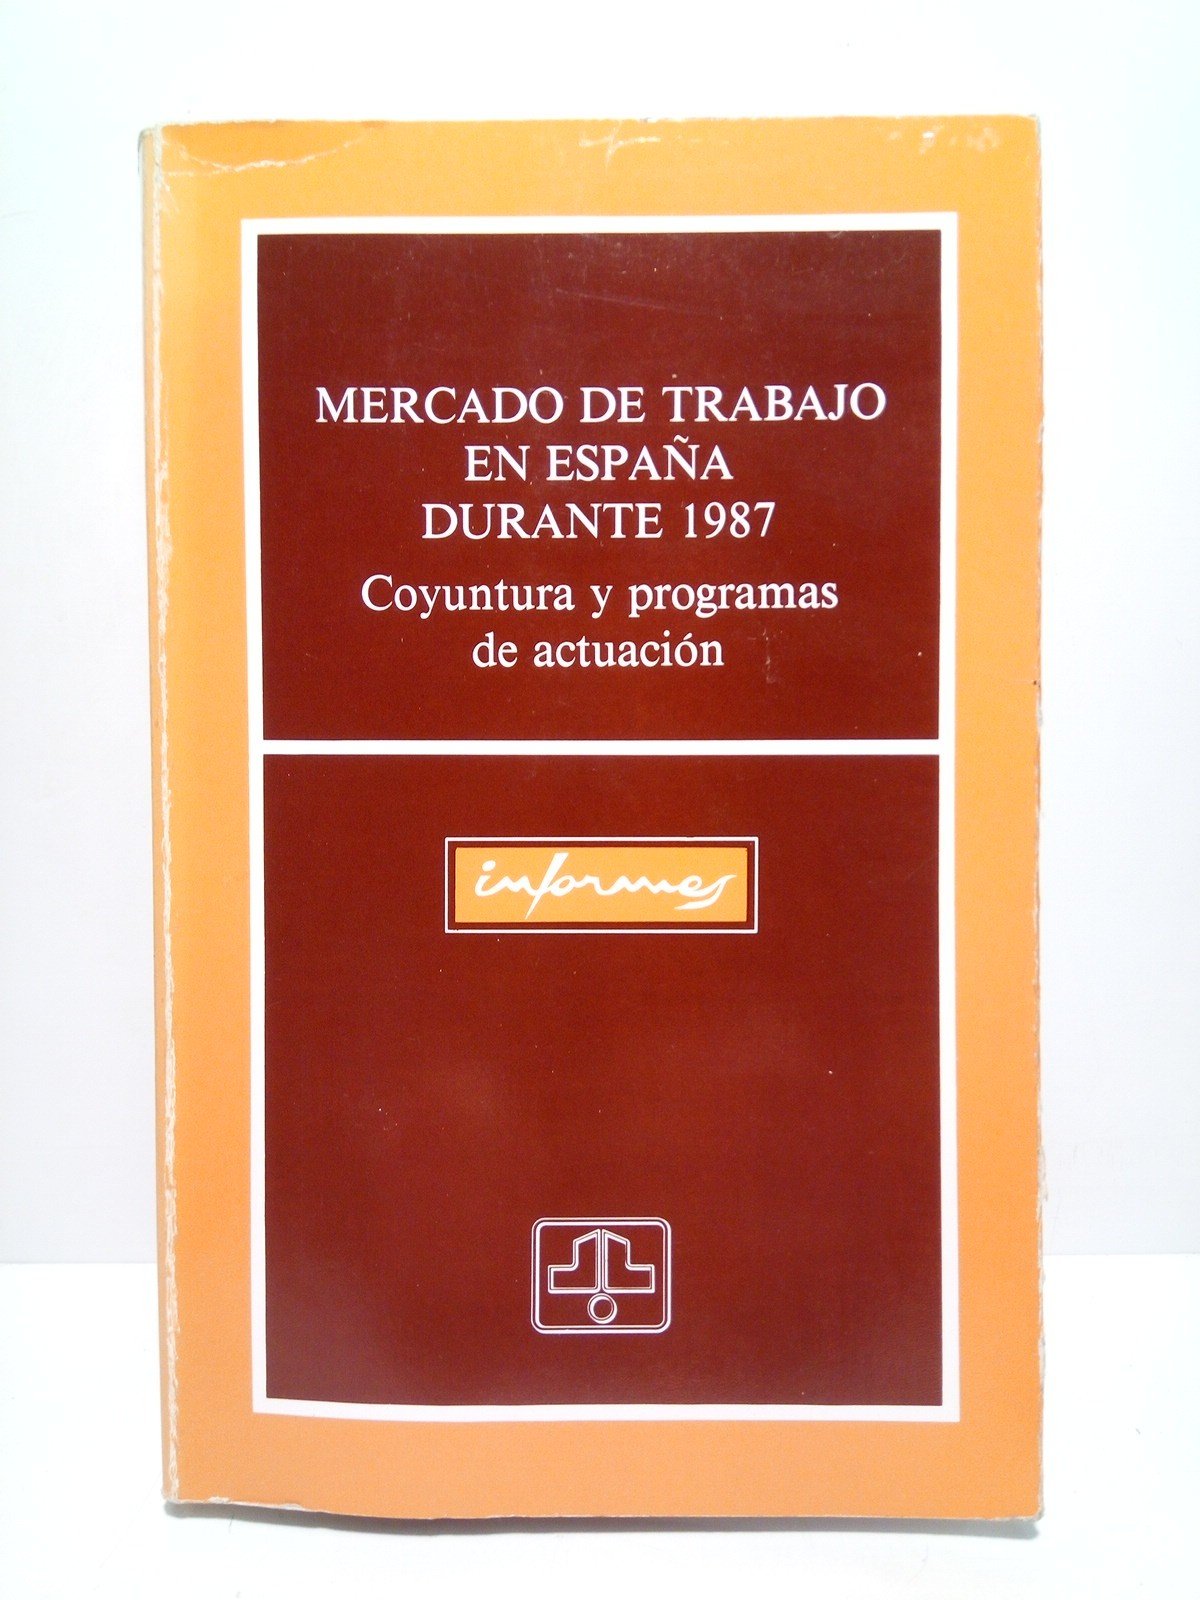 MERCADO DE TRABAJO
EN ESPAÑA
DURANTE 1987
Coyuntura y programas
de actuación
informes